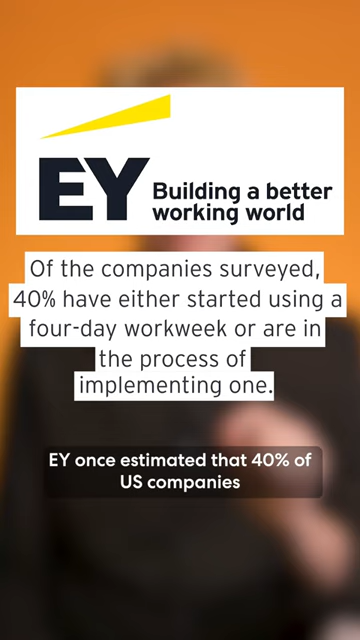 EY
Building a better
working world
Of the companies surveyed,
40% have either started using a
four-day workweek or are in
the process of
implementing one.
EY once estimated that 40% of
US companies